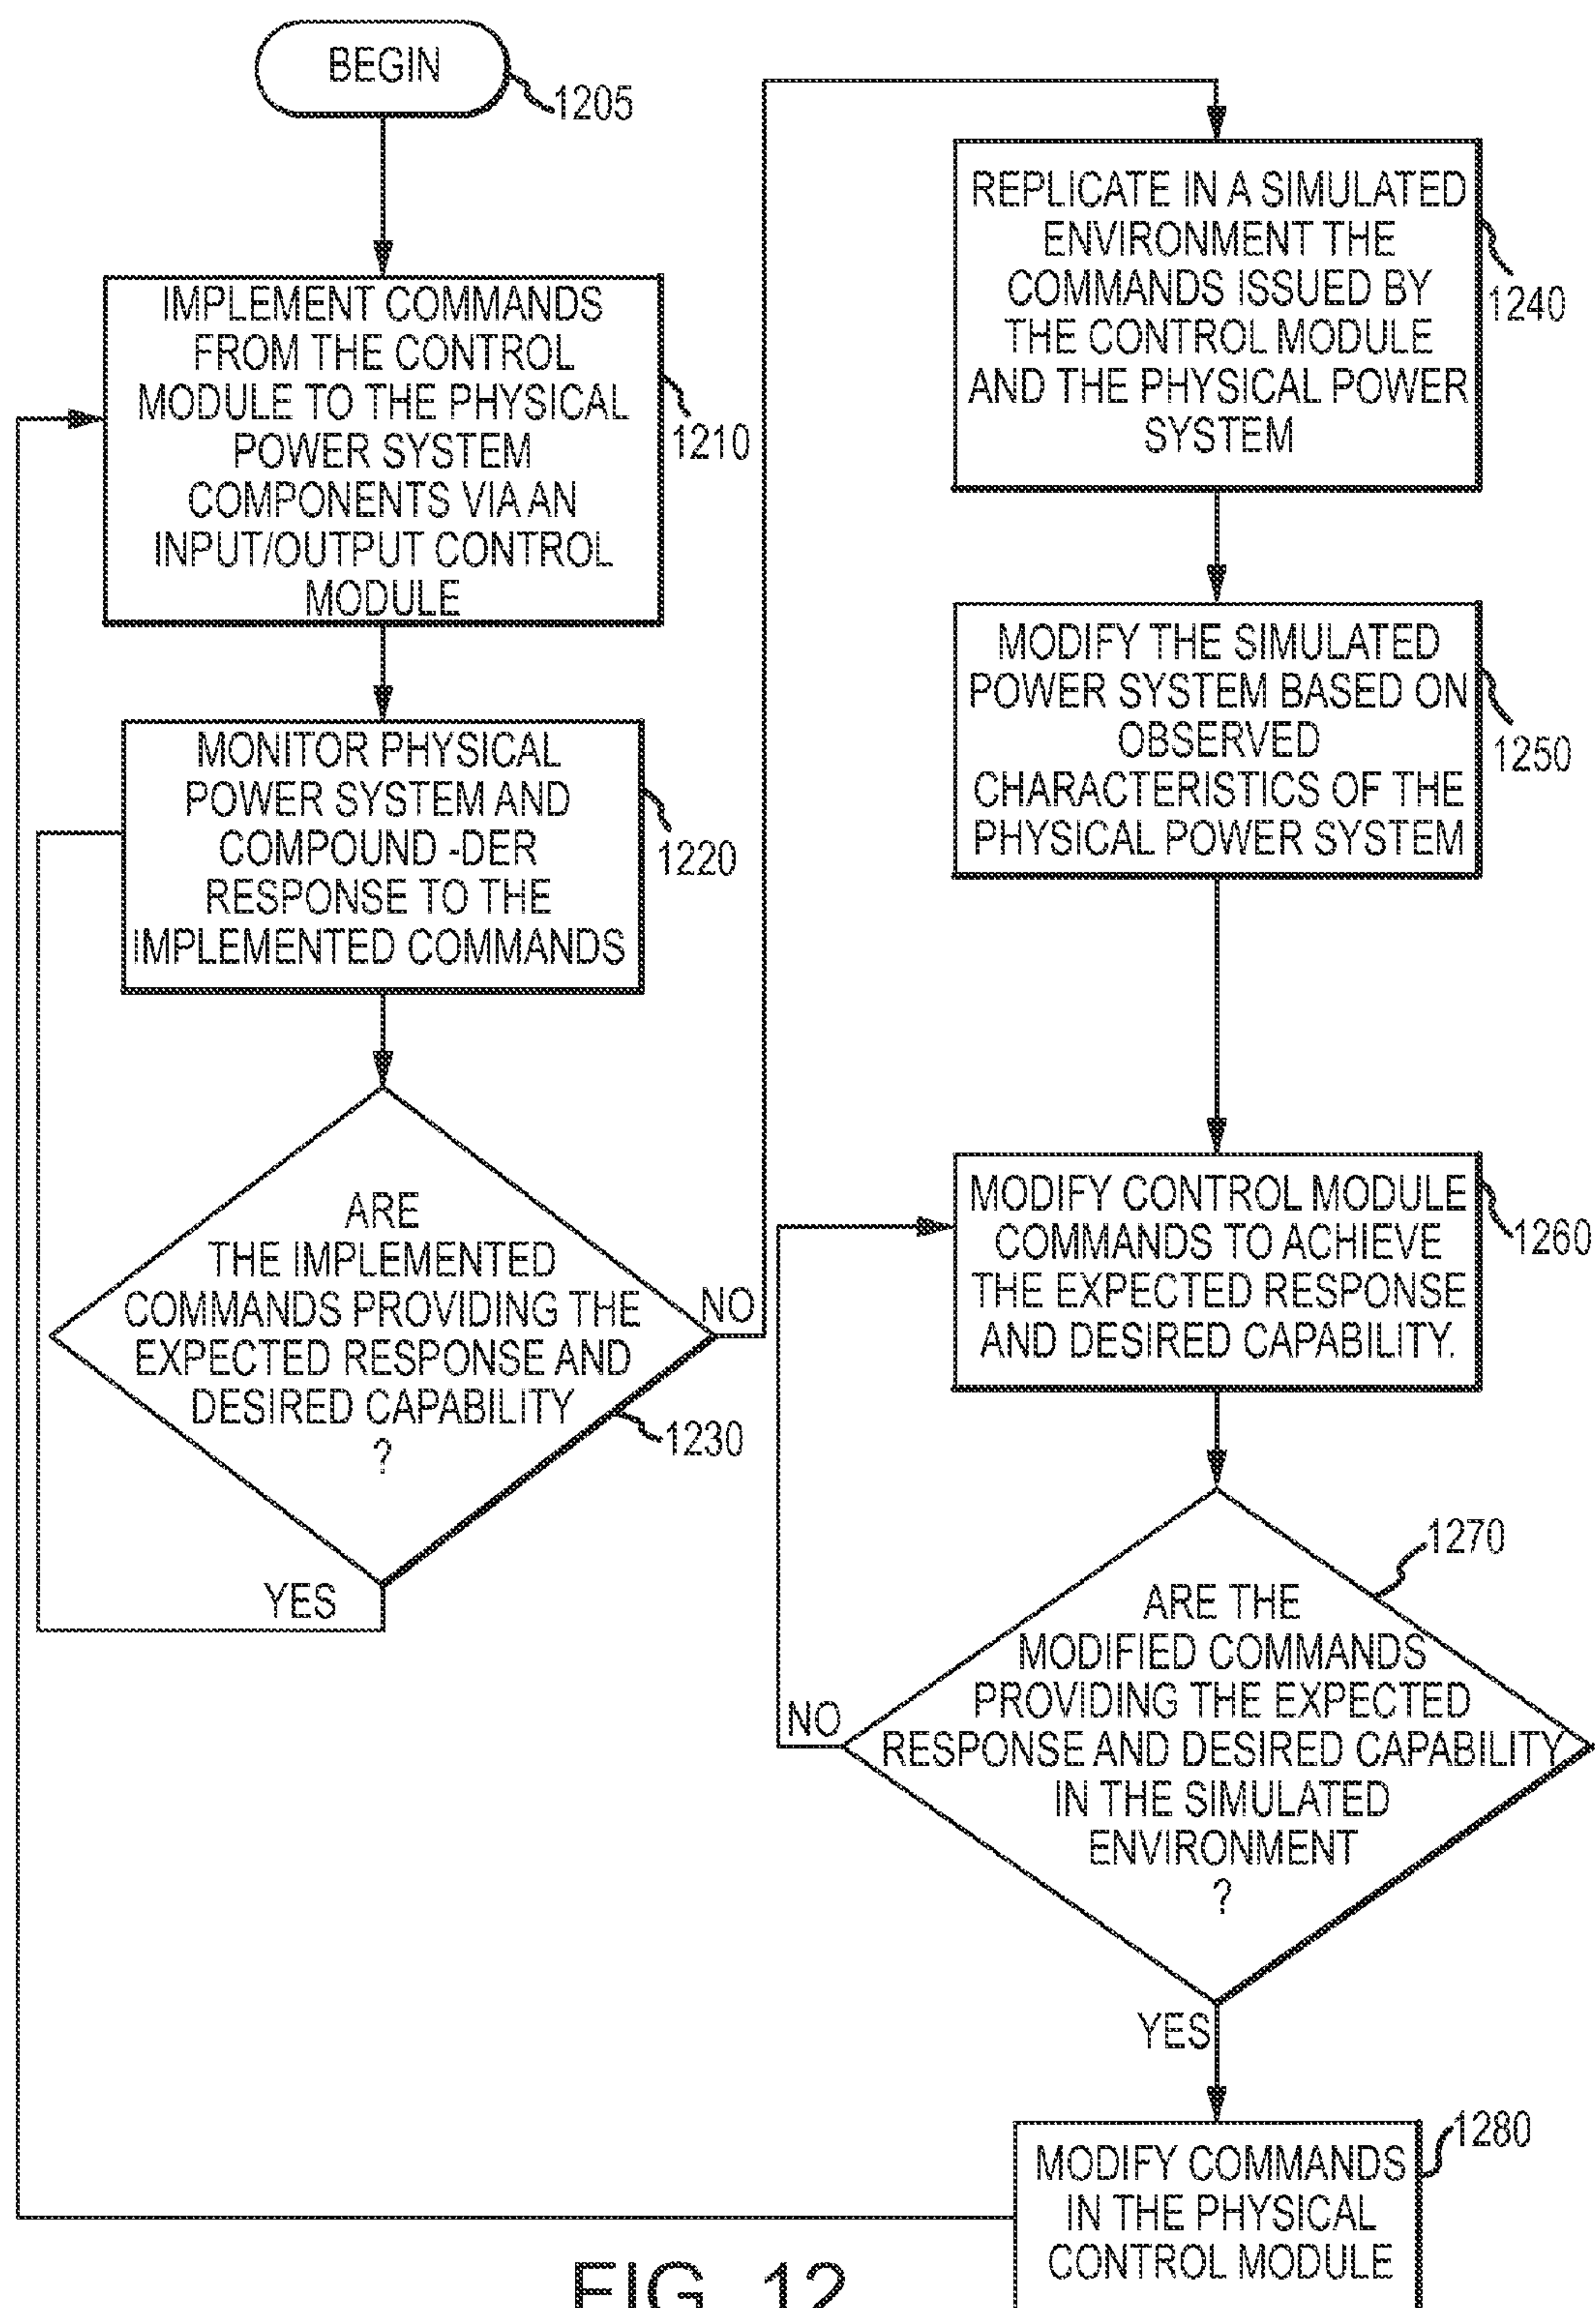 BEGIN
1205
IMPLEMENT COMMANDS
FROM THE CONTROL
MODULE TO THE PHYSICAL
POWER SYSTEM
COMPONENTS VIA AN
INPUT/OUTPUT CONTROL
MODULE
1210
MONITOR PHYSICAL
POWER SYSTEM AND
COMPOUND -DER
RESPONSE TO THE
IMPLEMENTED COMMANDS
1220
ARE
THE IMPLEMENTED
COMMANDS PROVIDING THE
EXPECTED RESPONSE AND
DESIRED CAPABILITY
?
NO
1230
YES
REPLICATE IN A SIMULATED
ENVIRONMENT THE
COMMANDS ISSUED BY
THE CONTROL MODULE
AND THE PHYSICAL POWER
SYSTEM
1240
MODIFY THE SIMULATED
POWER SYSTEM BASED ON
OBSERVED
CHARACTERISTICS OF THE
PHYSICAL POWER SYSTEM
1250
MODIFY CONTROL MODULE
COMMANDS TO ACHIEVE
THE EXPECTED RESPONSE
AND DESIRED CAPABILITY.
1260
1270
ARE THE
MODIFIED COMMANDS
PROVIDING THE EXPECTED
RESPONSE AND DESIRED CAPABILITY
IN THE SIMULATED
ENVIRONMENT
?
NO
YES
1280
MODIFY COMMANDS
IN THE PHYSICAL
CONTROL MODULE
FIG. 12